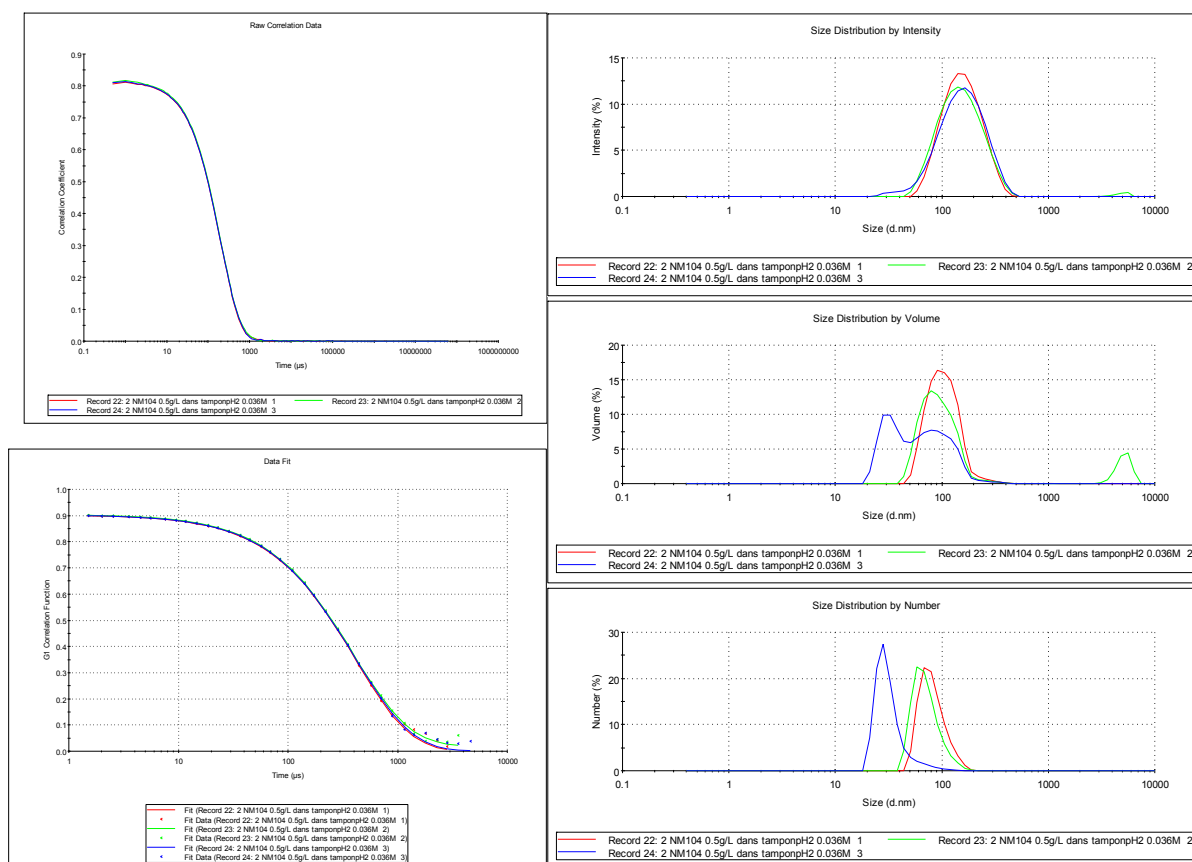 Raw Correlation Data
0.9
0.8
0.7
0.6
0.5
0.4
0.3
0.2
0.1
0.0
Correlation Coefficient
0.1 10 1000 100000 10000000 1000000000
Time (µs)
Record 22: 2 NM104 0.5g/L dans tamponpH2 0.036M 1 Record 23: 2 NM104 0.5g/L dans tamponpH2 0.036M 2
Record 24: 2 NM104 0.5g/L dans tamponpH2 0.036M 3
Data Fit
1.0
0.9
0.8
0.7
0.6
0.5
0.4
0.3
0.2
0.1
0.0
G1 Correlation Function
1 10 100 1000 10000
Time (µs)
Fit (Record 22: 2 NM104 0.5g/L dans tamponpH2 0.036M 1)
Fit Data (Record 22: 2 NM104 0.5g/L dans tamponpH2 0.036M 1)
Fit (Record 23: 2 NM104 0.5g/L dans tamponpH2 0.036M 2)
Fit Data (Record 23: 2 NM104 0.5g/L dans tamponpH2 0.036M 2)
Fit (Record 24: 2 NM104 0.5g/L dans tamponpH2 0.036M 3)
Fit Data (Record 24: 2 NM104 0.5g/L dans tamponpH2 0.036M 3)
Size Distribution by Intensity
15
10
5
0
Intensity (%)
0.1 1 10 100 1000 10000
Size (d.nm)
Record 22: 2 NM104 0.5g/L dans tamponpH2 0.036M 1 Record 23: 2 NM104 0.5g/L dans tamponpH2 0.036M 2
Record 24: 2 NM104 0.5g/L dans tamponpH2 0.036M 3
Size Distribution by Volume
20
15
10
5
0
Volume (%)
0.1 1 10 100 1000 10000
Size (d.nm)
Record 22: 2 NM104 0.5g/L dans tamponpH2 0.036M 1 Record 23: 2 NM104 0.5g/L dans tamponpH2 0.036M 2
Record 24: 2 NM104 0.5g/L dans tamponpH2 0.036M 3
Size Distribution by Number
30
20
10
0
Number (%)
0.1 1 10 100 1000 10000
Size (d.nm)
Record 22: 2 NM104 0.5g/L dans tamponpH2 0.036M 1 Record 23: 2 NM104 0.5g/L dans tamponpH2 0.036M 2
Record 24: 2 NM104 0.5g/L dans tamponpH2 0.036M 3